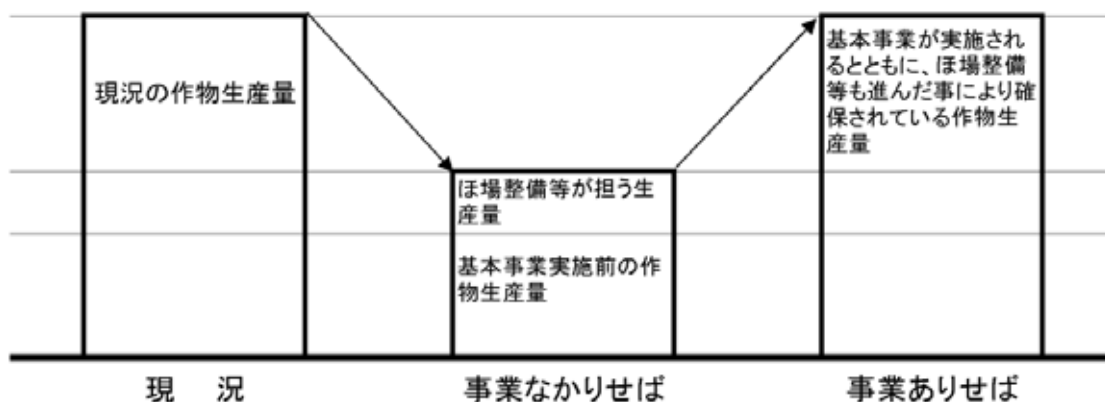 現況の作物生産量
ほ場整備等が担う生
産量
基本事業実施前の作
物生産量
基本事業が実施され
るとともに、ほ場整備
等も進んだ事により確
保されている作物生
産量
現　況
事業なかりせば
事業ありせば